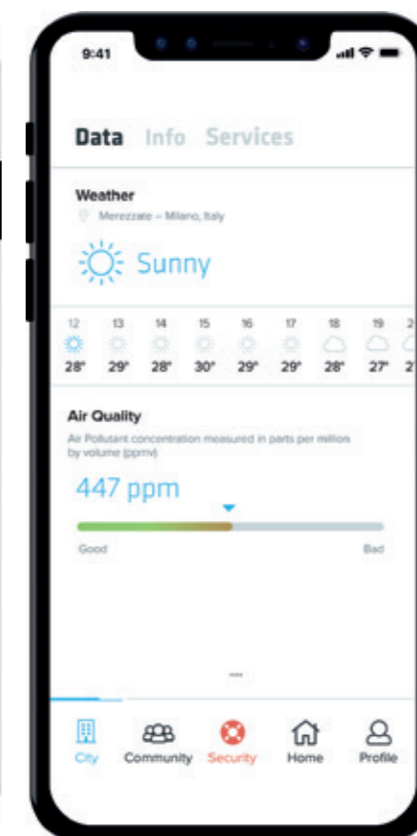 9:41
Data Info Services
Weather
Merezzate – Milano, Italy
Sunny
12 13 14 15 16 17 18 19
28° 29° 28° 30° 29° 29° 28° 27°
Air Quality
Air Pollutant concentration measured in parts per million
by volume (ppmv)
447 ppm
Good Bad
City Community Security Home Profile